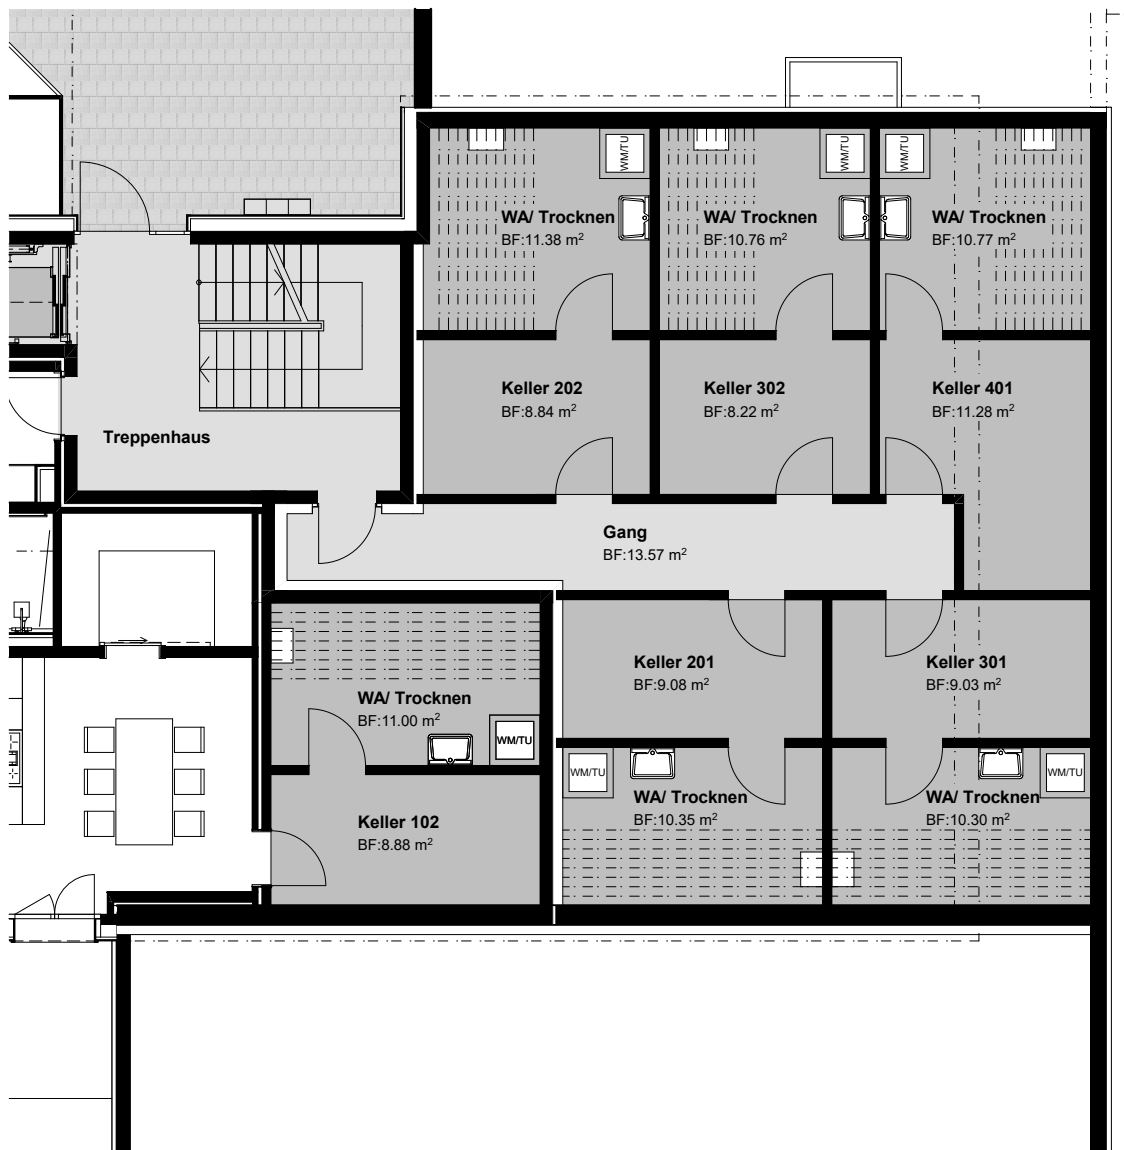 WM/TU
WM/TU
WM/TU
WA/ Trocknen
BF:11.38 m²
WA/ Trocknen
BF:10.76 m²
WA/ Trocknen
BF:10.77 m²
Keller 202
BF:8.84 m²
Keller 302
BF:8.22 m²
Keller 401
BF:11.28 m²
Treppenhaus
Gang
BF:13.57 m²
Keller 201
BF:9.08 m²
Keller 301
BF:9.03 m²
WA/ Trocknen
BF:11.00 m²
WM/TU
WM/TU
WM/TU
WA/ Trocknen
BF:10.35 m²
WA/ Trocknen
BF:10.30 m²
Keller 102
BF:8.88 m²